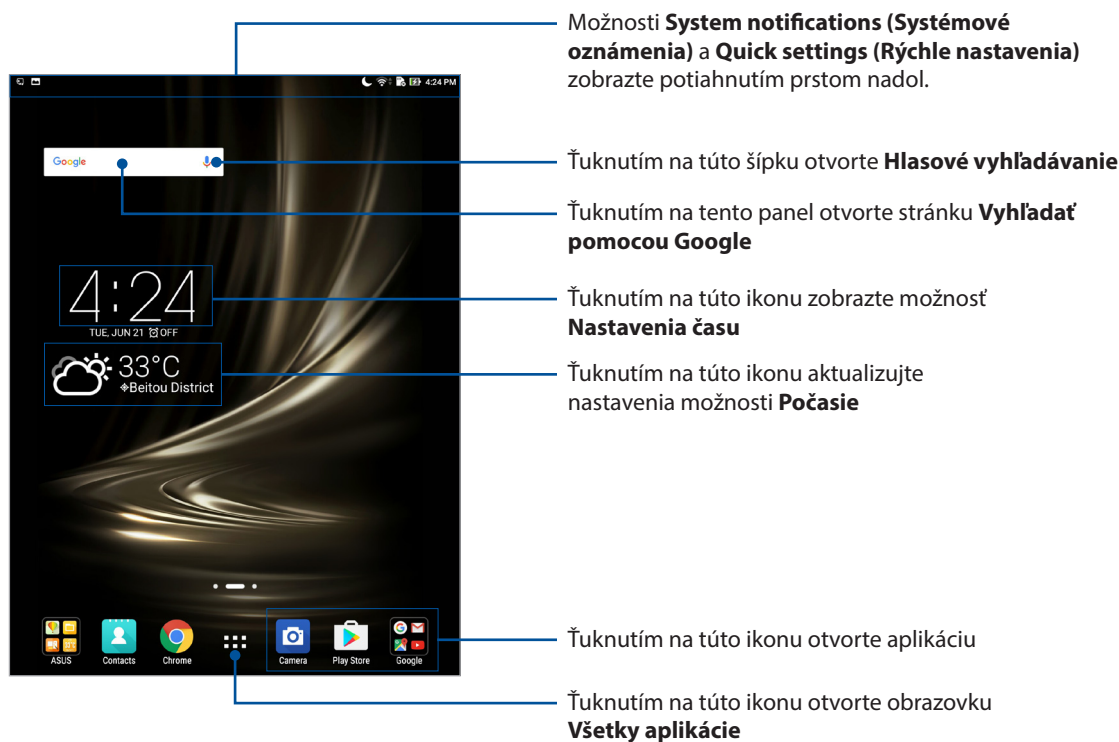 Možnosti System notifications (Systémové
oznámenia) a Quick settings (Rýchle nastavenia)
zobrazte potiahnutím prstom nadol.
4:24 PM
Google
Ťuknutím na túto šípku otvorte Hlasové vyhľadávanie
Ťuknutím na tento panel otvorte stránku Vyhľadať
pomocou Google
4:24
TUE, JUN 21 OFF
Ťuknutím na túto ikonu zobrazte možnosť
Nastavenia času
33°C
Beitou District
Ťuknutím na túto ikonu aktualizujte
nastavenia možnosti Počasie
ASUS
Contacts
Chrome
Camera
Play Store
Google
Ťuknutím na túto ikonu otvorte aplikáciu
Ťuknutím na túto ikonu otvorte obrazovku
Všetky aplikácie